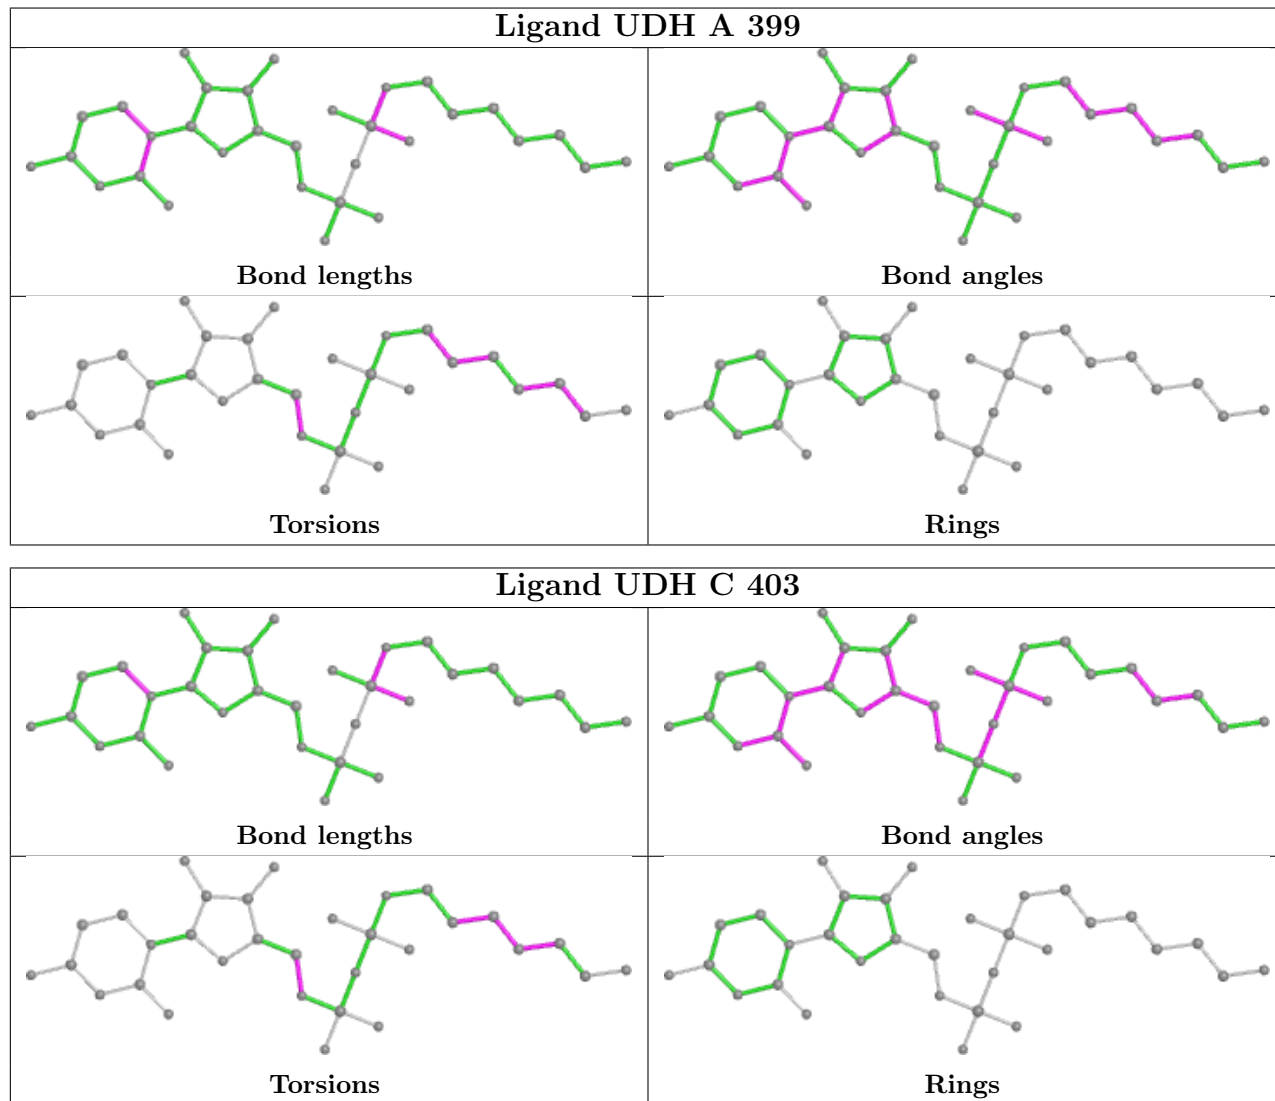 Ligand UDH A 399
Bond lengths
Bond angles
Torsions
Rings
Ligand UDH C 403
Bond lengths
Bond angles
Torsions
Rings